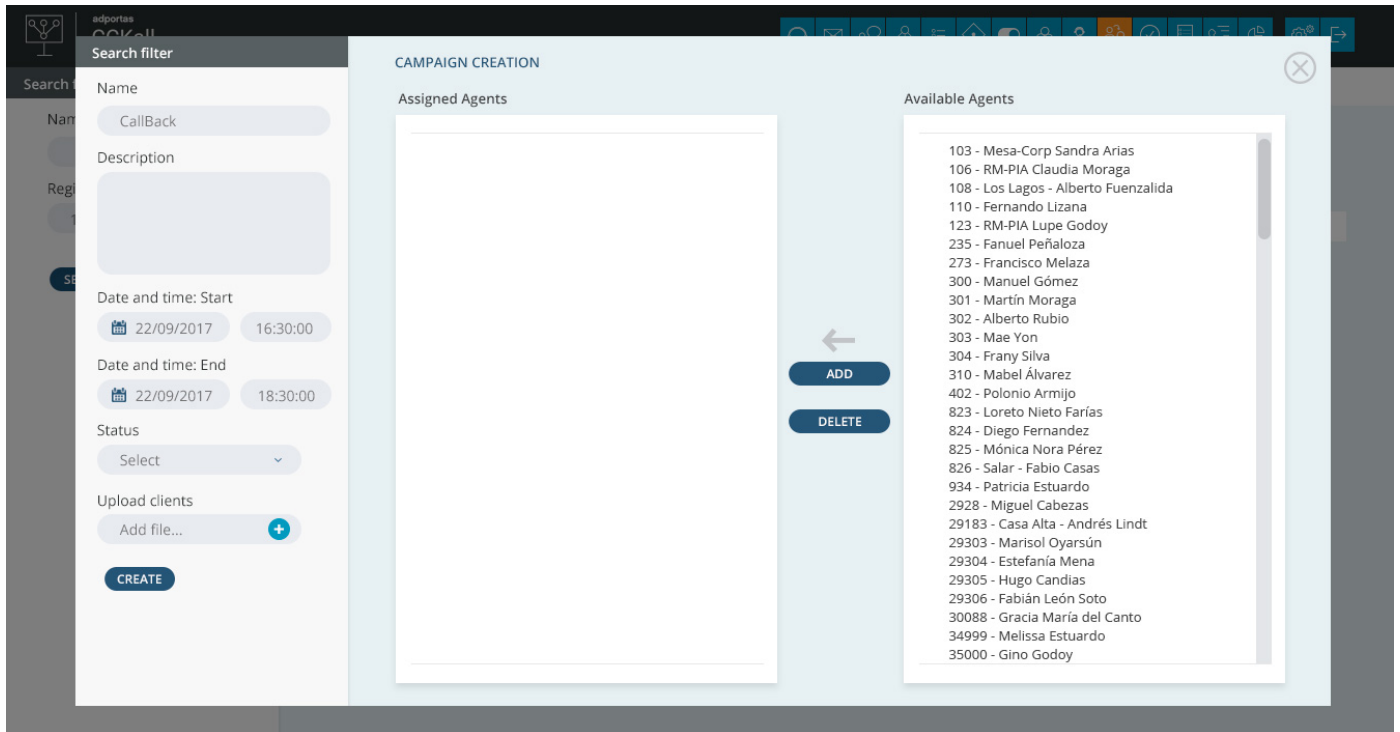 adportas
CCKall
Search filter
Name
CallBack
Description
Date and time: Start
22/09/2017 16:30:00
Date and time: End
22/09/2017 18:30:00
Status
Select
Upload clients
Add file...
CREATE
CAMPAIGN CREATION
Assigned Agents
ADD
DELETE
Available Agents
103 - Mesa-Corp Sandra Arias
106 - RM-PIA Claudia Moraga
108 - Los Lagos - Alberto Fuenzalida
110 - Fernando Lizana
123 - RM-PIA Lupe Godoy
235 - Fanuel Peñaloza
273 - Francisco Melaza
300 - Manuel Gómez
301 - Martín Moraga
302 - Alberto Rubio
303 - Mae Yon
304 - Frany Silva
310 - Mabel Álvarez
402 - Polonio Armijo
823 - Loreto Nieto Farías
824 - Diego Fernandez
825 - Mónica Nora Pérez
826 - Salar - Fabio Casas
934 - Patricia Estuardo
2928 - Miguel Cabezas
29183 - Casa Alta - Andrés Lindt
29303 - Marisol Oyarsún
29304 - Estefanía Mena
29305 - Hugo Candias
29306 - Fabián León Soto
30088 - Gracia María del Canto
34999 - Melissa Estuardo
35000 - Gino Godoy